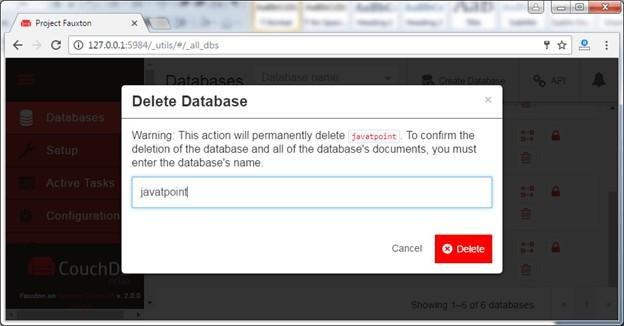 Project Fauxton
127.0.0.1:5984/_utils/#/_all_dbs
Databases
Database name
Create Database
API
Delete Database
×
Warning: This action will permanently delete javatpoint. To confirm the
deletion of the database and all of the database's documents, you must
enter the database's name.
javatpoint
Cancel
Delete
Databases
Setup
Active Tasks
Configuration
CouchD
Fauxton on
v. 2.0.0
Showing 1–6 of 6 databases
«
1
»